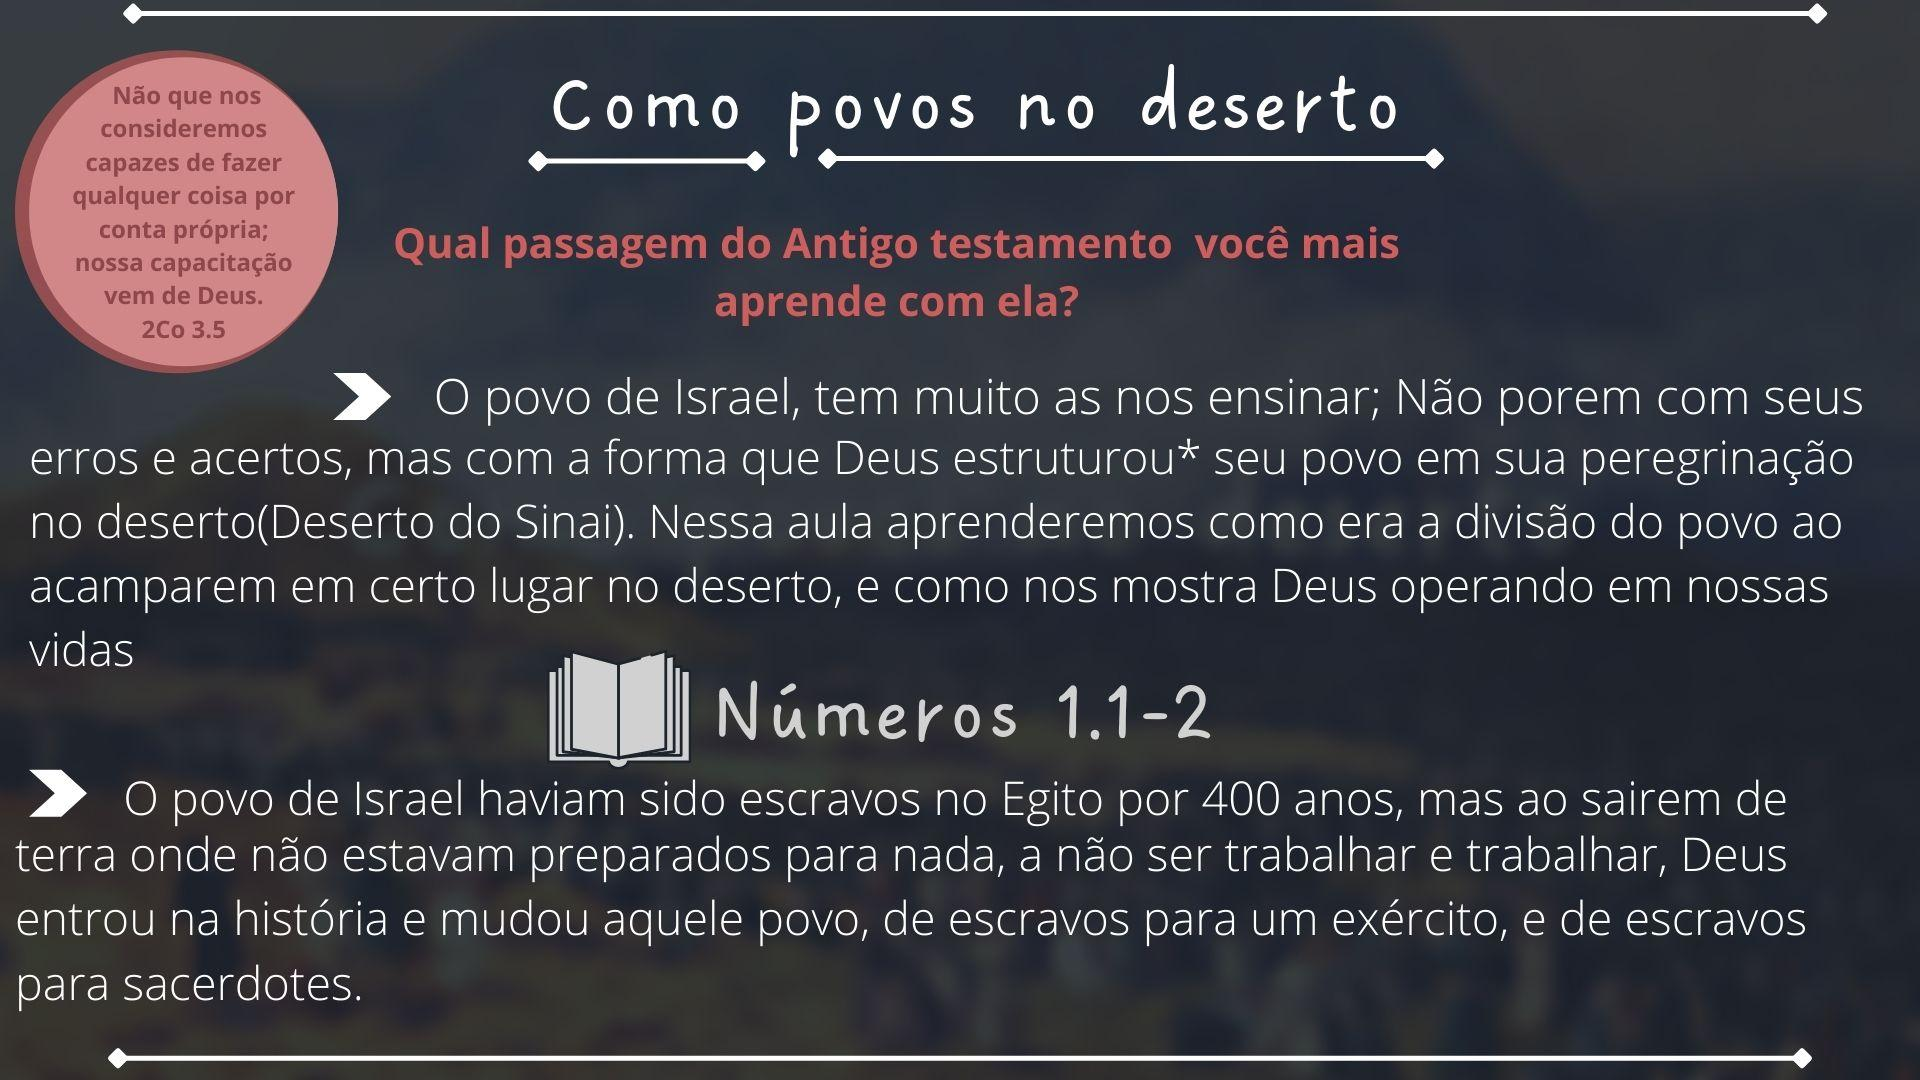 Não que nos
consideremos
capazes de fazer
qualquer coisa por
conta própria;
nossa capacitação
vem de Deus.
2Co 3.5
Como povos no deserto
Qual passagem do Antigo testamento você mais
aprende com ela?
O povo de Israel, tem muito as nos ensinar; Não porem com seus
erros e acertos, mas com a forma que Deus estruturou* seu povo em sua peregrinação
no deserto(Deserto do Sinai). Nessa aula aprenderemos como era a divisão do povo ao
acamparem em certo lugar no deserto, e como nos mostra Deus operando em nossas
vidas
Números 1.1-2
O povo de Israel haviam sido escravos no Egito por 400 anos, mas ao sairem de
terra onde não estavam preparados para nada, a não ser trabalhar e trabalhar, Deus
entrou na história e mudou aquele povo, de escravos para um exército, e de escravos
para sacerdotes.